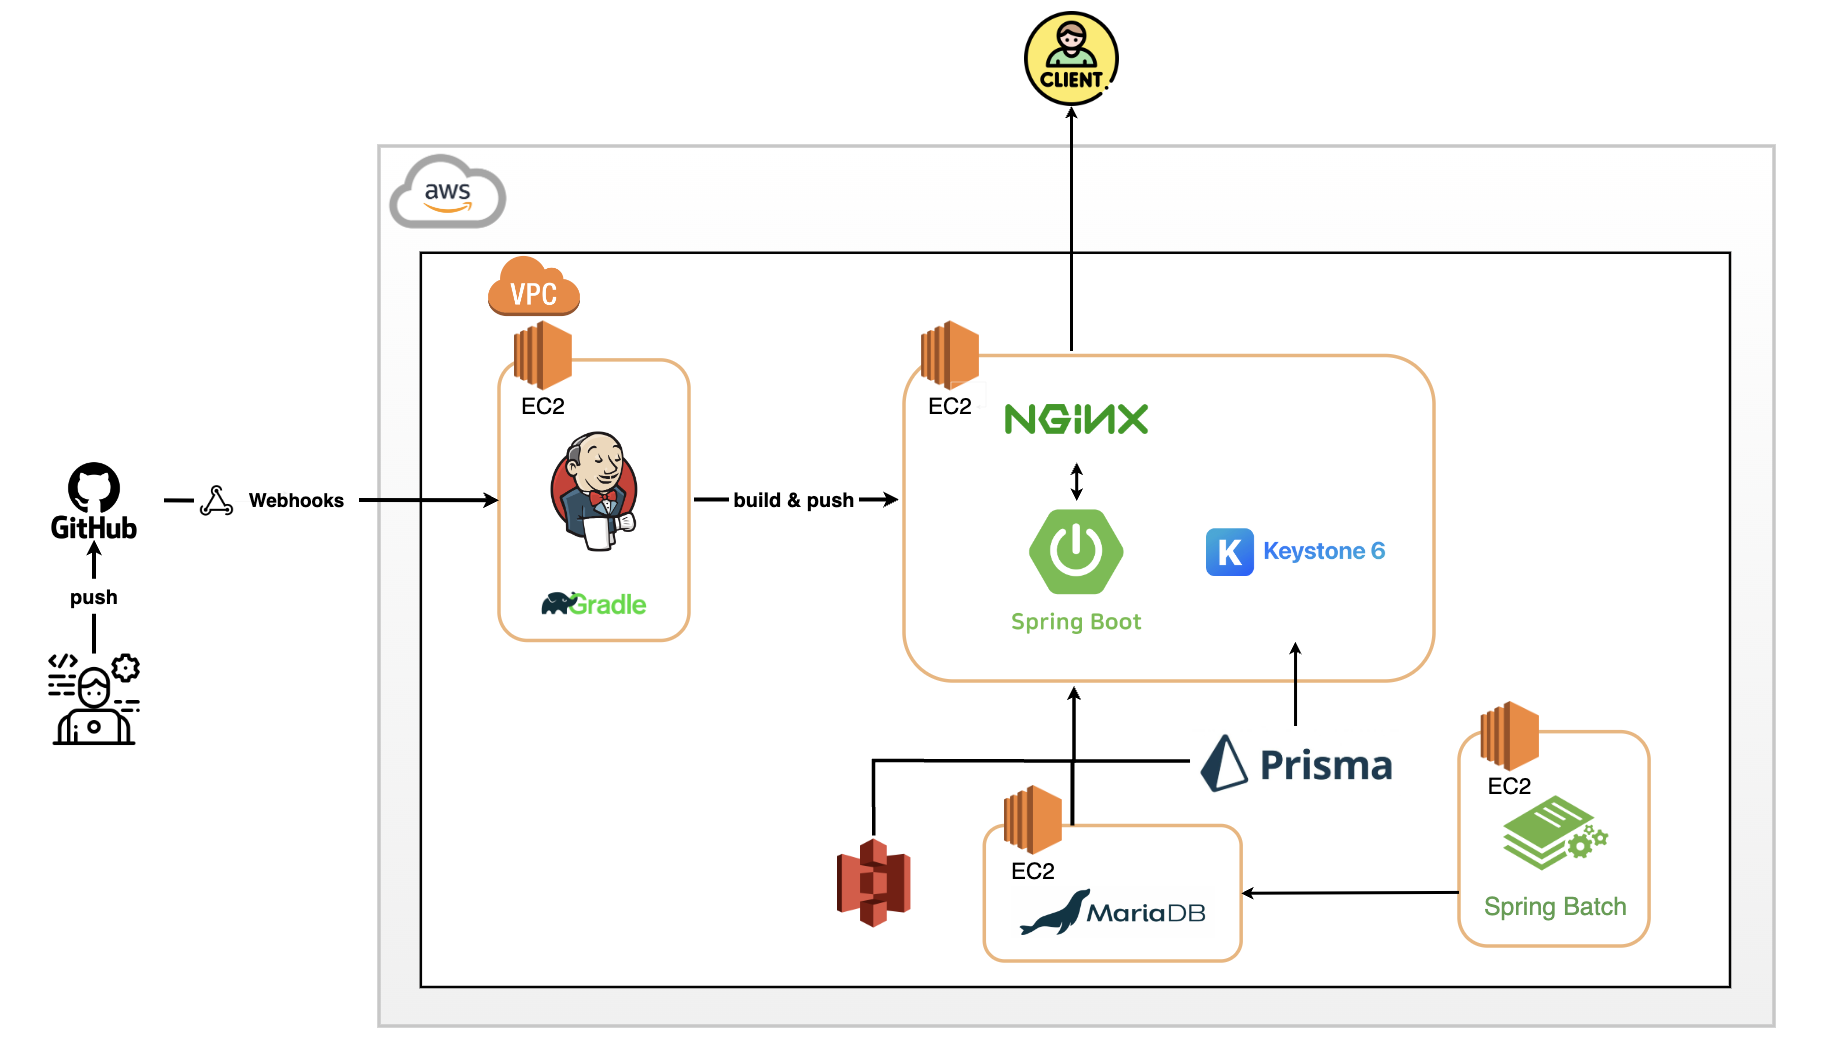 CLIENT
aws
VPC
EC2
EC2
NGINX
GitHub
Webhooks
build & push
Keystone 6
K
push
Gradle
Spring Boot
</>
Prisma
EC2
EC2
MariaDB
Spring Batch